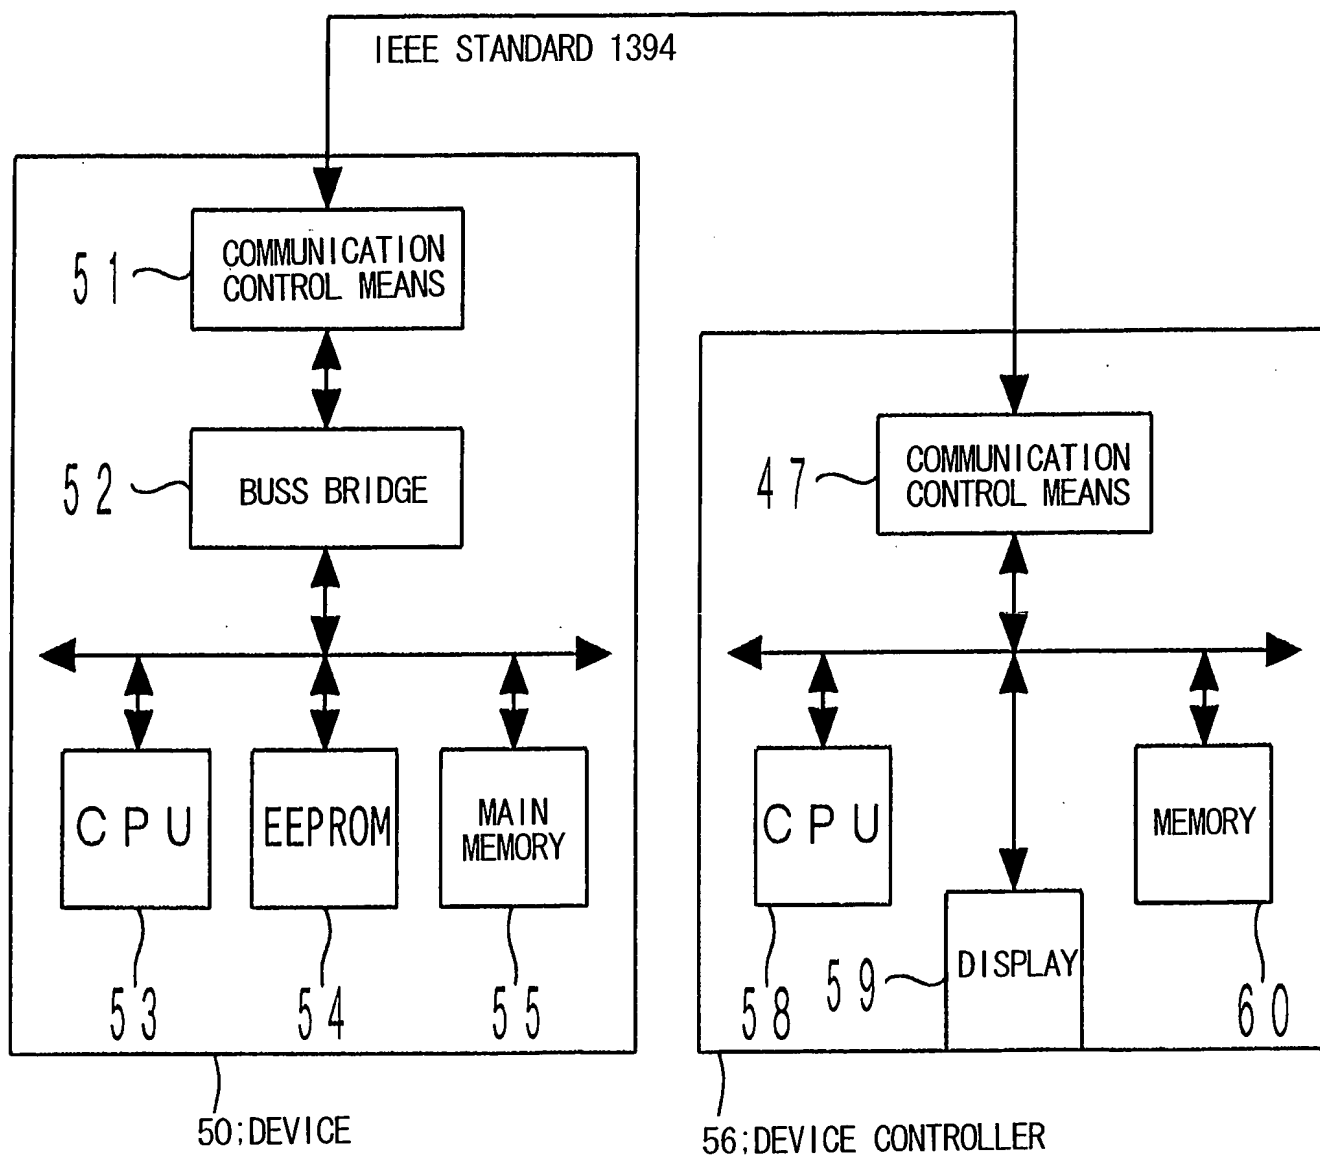 IEEE STANDARD 1394
51
COMMUNICATION
CONTROL MEANS
52
BUSS BRIDGE
47
COMMUNICATION
CONTROL MEANS
CPU
EEPROM
MAIN
MEMORY
CPU
MEMORY
DISPLAY
53
54
55
58
59
60
50;DEVICE
56;DEVICE CONTROLLER